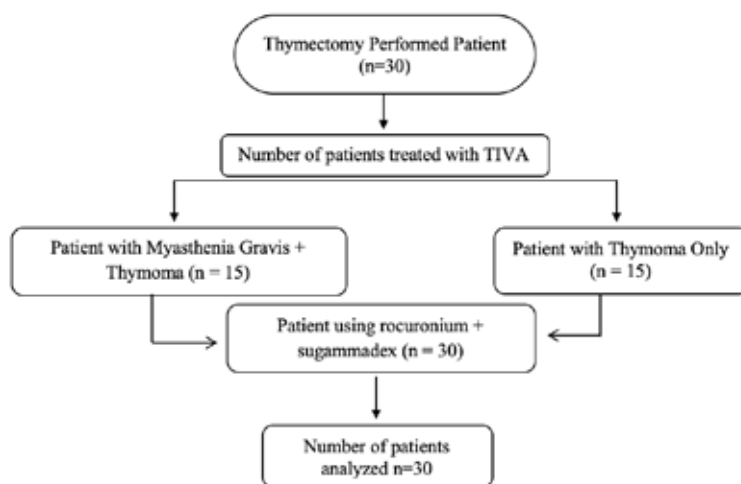 Thymectomy Performed Patient
(n=30)
Number of patients treated with TIVA
Patient with Myasthenia Gravis +
Thymoma (n = 15)
Patient with Thymoma Only
(n = 15)
Patient using rocuronium +
sugammadex (n = 30)
Number of patients
analyzed n=30